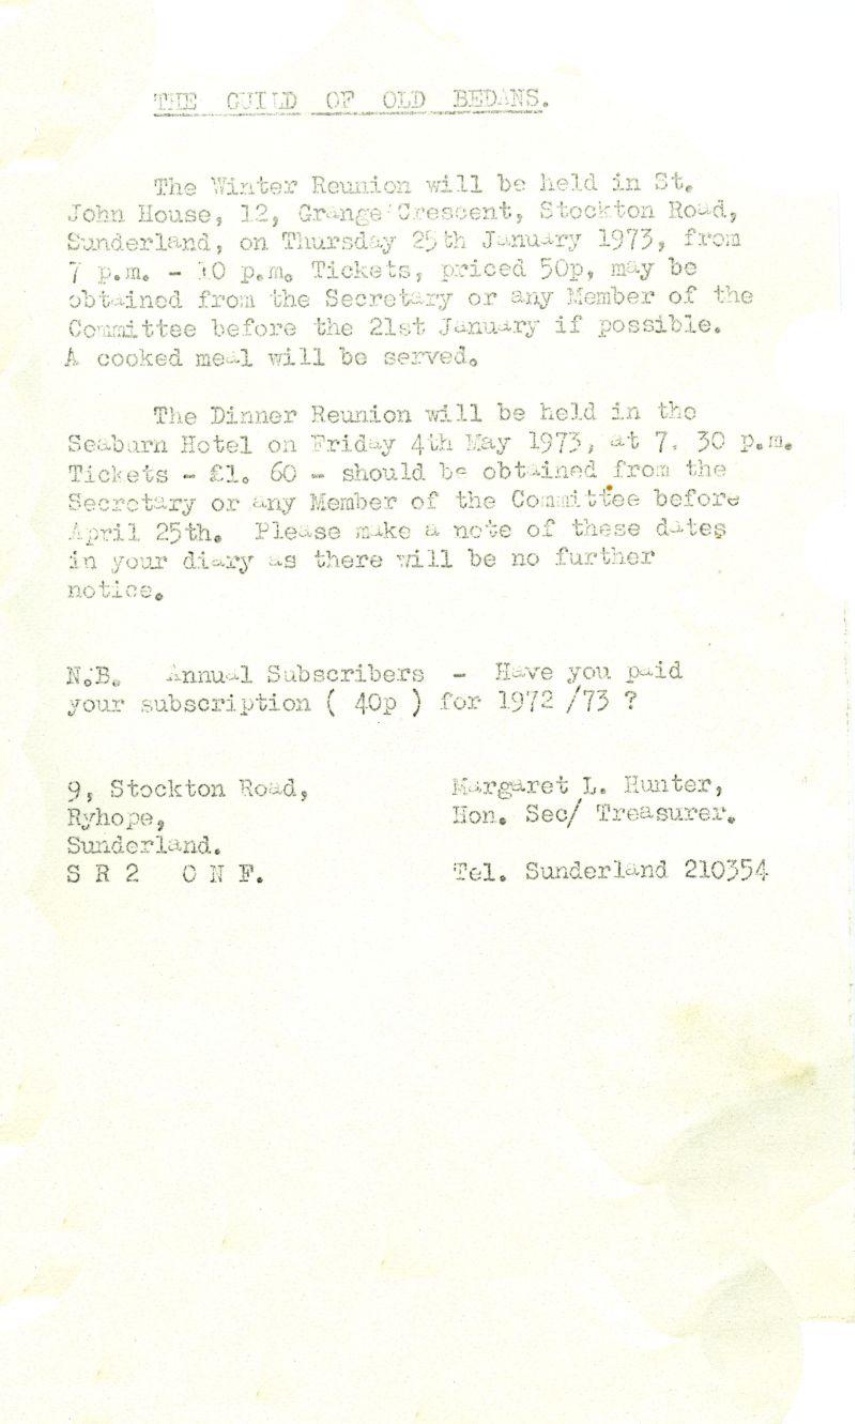 THE GUILD OF OLD BEDANS.
The Winter Reunion will be held in St.
John House, 12, Grange Crescent, Stockton Road,
Sunderland, on Thursday 25th January 1973, from
7 p.m. - 10 p.m. Tickets, priced 50p, may be
obtained from the Secretary or any Member of the
Committee before the 21st January if possible.
A cooked meal will be served.
The Dinner Reunion will be held in the
Seaburn Hotel on Friday 4th May 1973, at 7. 30 p.m.
Tickets - £1. 60 - should be obtained from the
Secretary or any Member of the Committee before
April 25th. Please make a note of these dates
in your diary as there will be no further
notice.
N.B. Annual Subscribers - Have you paid
your subscription ( 40p ) for 1972 /73 ?
9, Stockton Road,
Ryhope,
Sunderland.
S R 2 0 N F.
Margaret L. Hunter,
Hon. Sec/ Treasurer.
Tel. Sunderland 210354